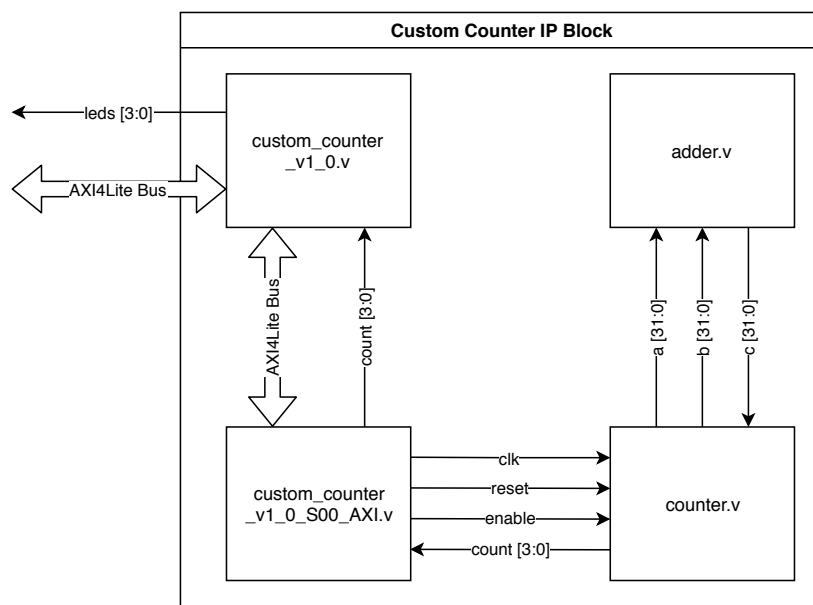 Custom Counter IP Block
leds [3:0]
AXI4Lite Bus
custom_counter
_v1_0.v
adder.v
AXI4Lite Bus
count [3:0]
a [31:0]
b [31:0]
c [31:0]
custom_counter
_v1_0_S00_AXI.v
clk
reset
enable
count [3:0]
counter.v